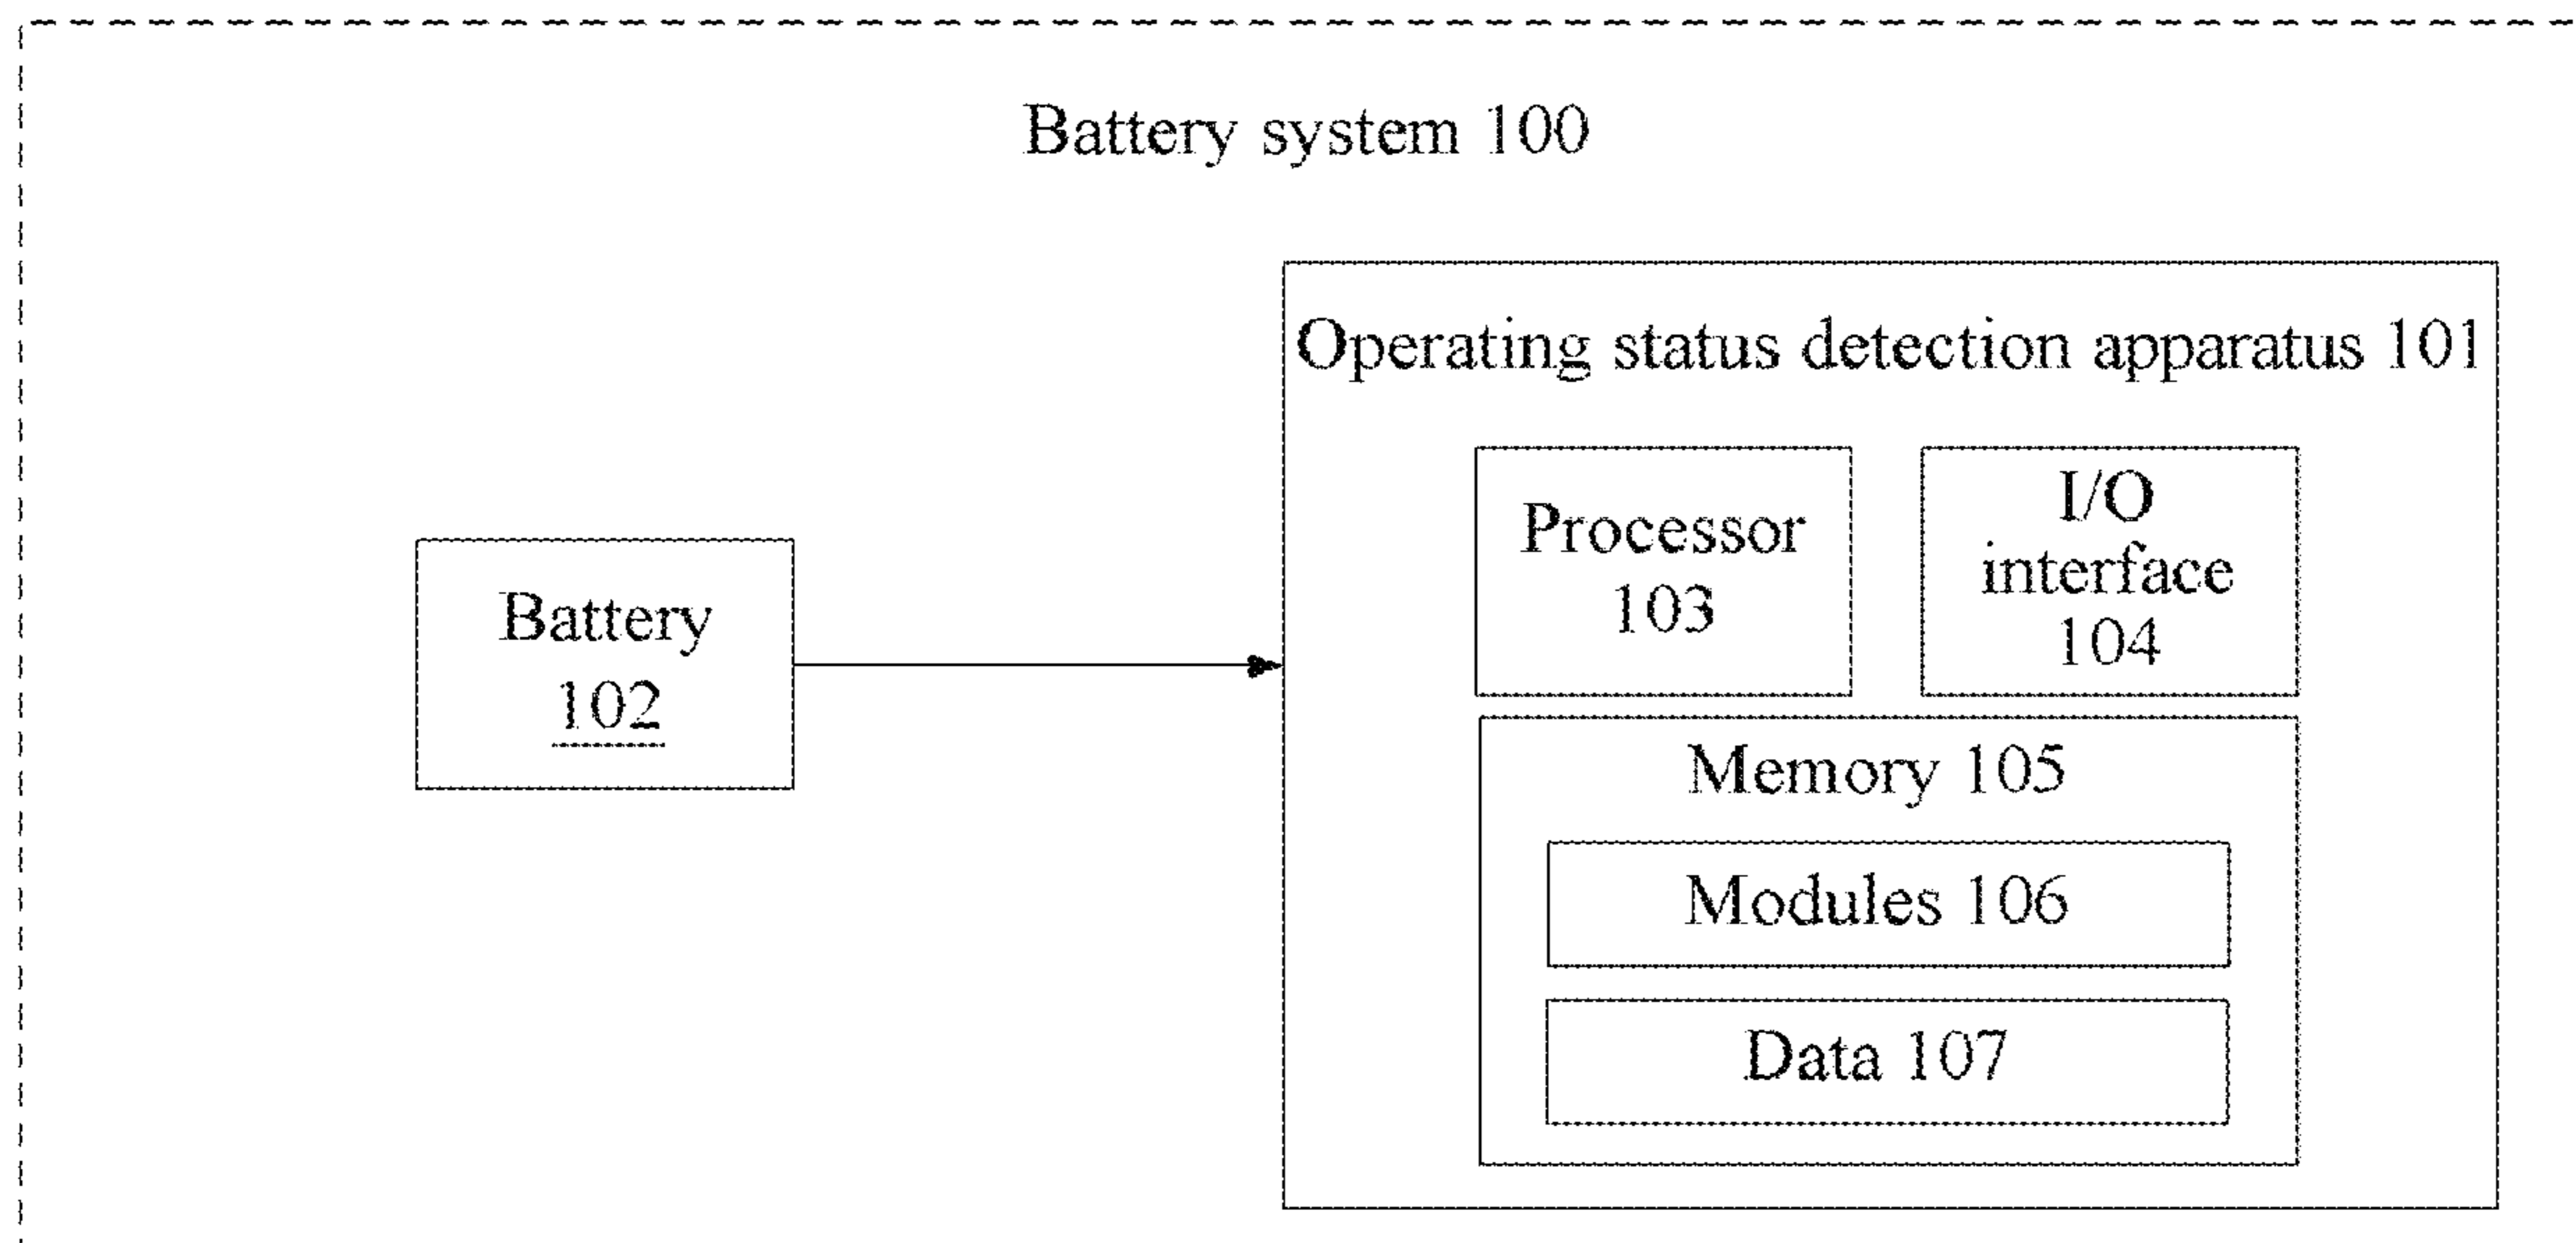 Battery system 100
Operating status detection apparatus 101
Processor
103
I/O
interface
104
Battery
102
Memory 105
Modules 106
Data 107